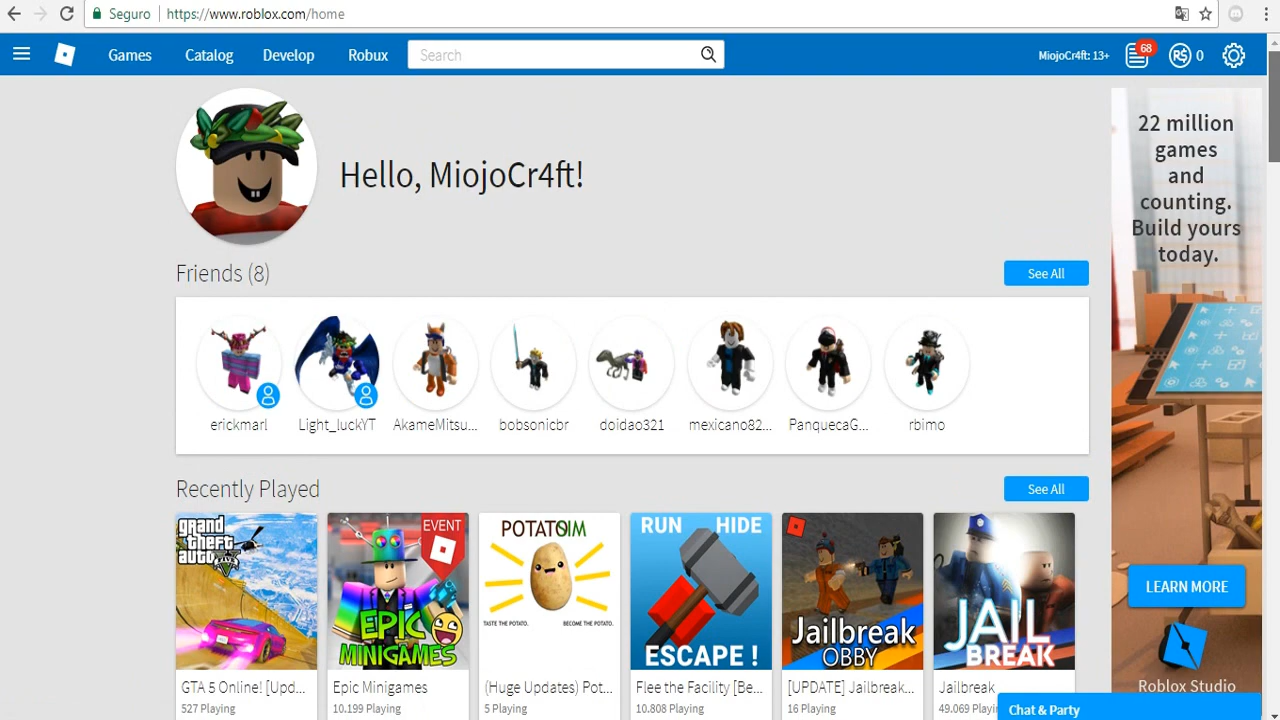 Seguro
https://www.roblox.com/home
Games
Catalog
Develop
Robux
Search
MiojoCr4ft: 13+
68
R$ 0
Hello, MiojoCr4ft!
22 million
games
and
counting.
Build yours
today.
LEARN MORE
Roblox Studio
Friends (8)
See All
erickmarl
Light_luckYT
AkameMitsu...
bobsonicbr
doidao321
mexicano82...
PanquecaG...
rbimo
Recently Played
See All
grand
theft
auto
V
EVENT
EPIC
MINIGAMES
POTATO SIM
TASTE THE POTATO.
BECOME THE POTATO.
RUN HIDE
ESCAPE !
Jailbreak
OBBY
JAIL
BREAK
GTA 5 Online! [Upd...
527 Playing
Epic Minigames
10.199 Playing
(Huge Updates) Pot...
5 Playing
Flee the Facility [Be...
10.808 Playing
[UPDATE] Jailbreak...
16 Playing
Jailbreak
49.069 Playing
Chat & Party